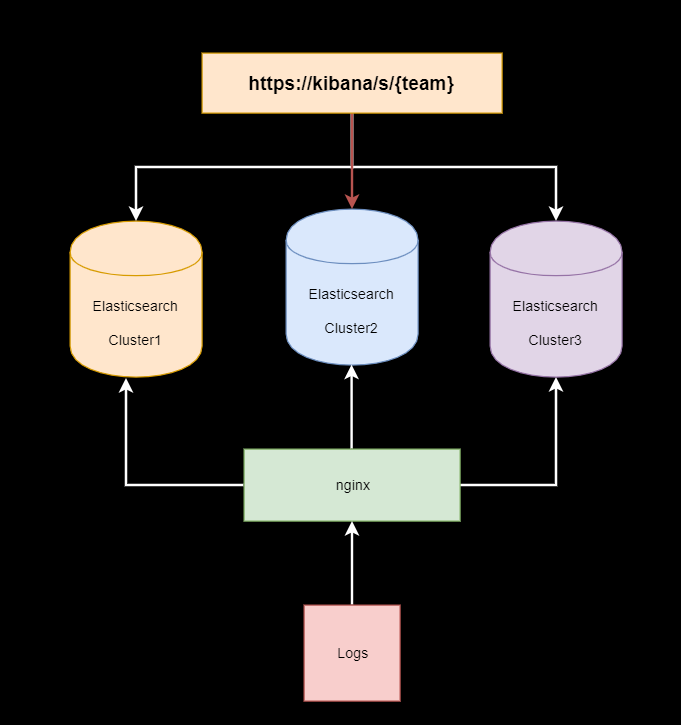 https://kibana/s/{team}
Elasticsearch
Cluster1
Elasticsearch
Cluster2
Elasticsearch
Cluster3
nginx
Logs